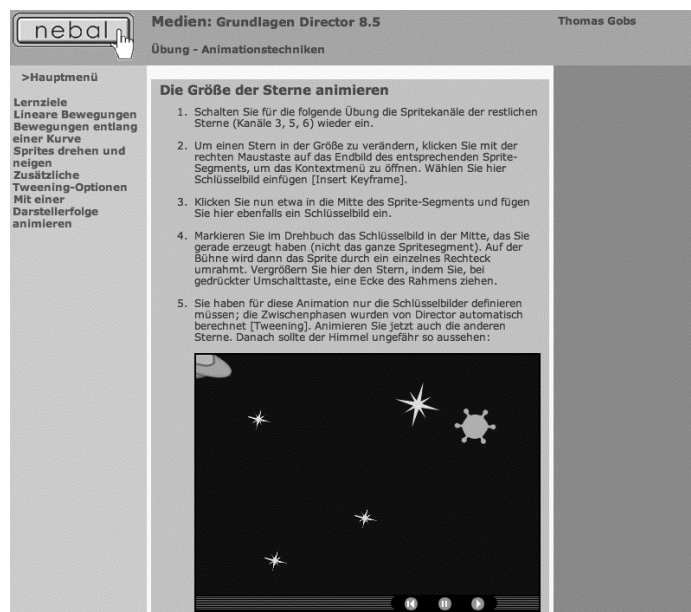 nebal
Medien: Grundlagen Director 8.5
Thomas Gobs
Übung - Animationstechniken
>Hauptmenü
Lernziele
Lineare Bewegungen
Bewegungen entlang
einer Kurve
Sprites drehen und
neigen
Zusätzliche
Tweening-Optionen
Mit einer
Darstellerfolge
animieren
Die Größe der Sterne animieren
1. Schalten Sie für die folgende Übung die Spritekanäle der restlichen
Sterne (Kanäle 3, 5, 6) wieder ein.
2. Um einen Stern in der Größe zu verändern, klicken Sie mit der
rechten Maustaste auf das Endbild des entsprechenden Sprite-
Segments, um das Kontextmenü zu öffnen. Wählen Sie hier
Schlüsselbild einfügen [Insert Keyframe].
3. Klicken Sie nun etwa in die Mitte des Sprite-Segments und fügen
Sie hier ebenfalls ein Schlüsselbild ein.
4. Markieren Sie im Drehbuch das Schlüsselbild in der Mitte, das Sie
gerade erzeugt haben (nicht das ganze Spritesegment). Auf der
Bühne wird dann das Sprite durch ein einzelnes Rechteck
umrahmt. Vergrößern Sie hier den Stern, indem Sie, bei
gedrückter Umschalttaste, eine Ecke des Rahmens ziehen.
5. Sie haben für diese Animation nur die Schlüsselbilder definieren
müssen; die Zwischenphasen wurden von Director automatisch
berechnet [Tweening]. Animieren Sie jetzt auch die anderen
Sterne. Danach sollte der Himmel ungefähr so aussehen: